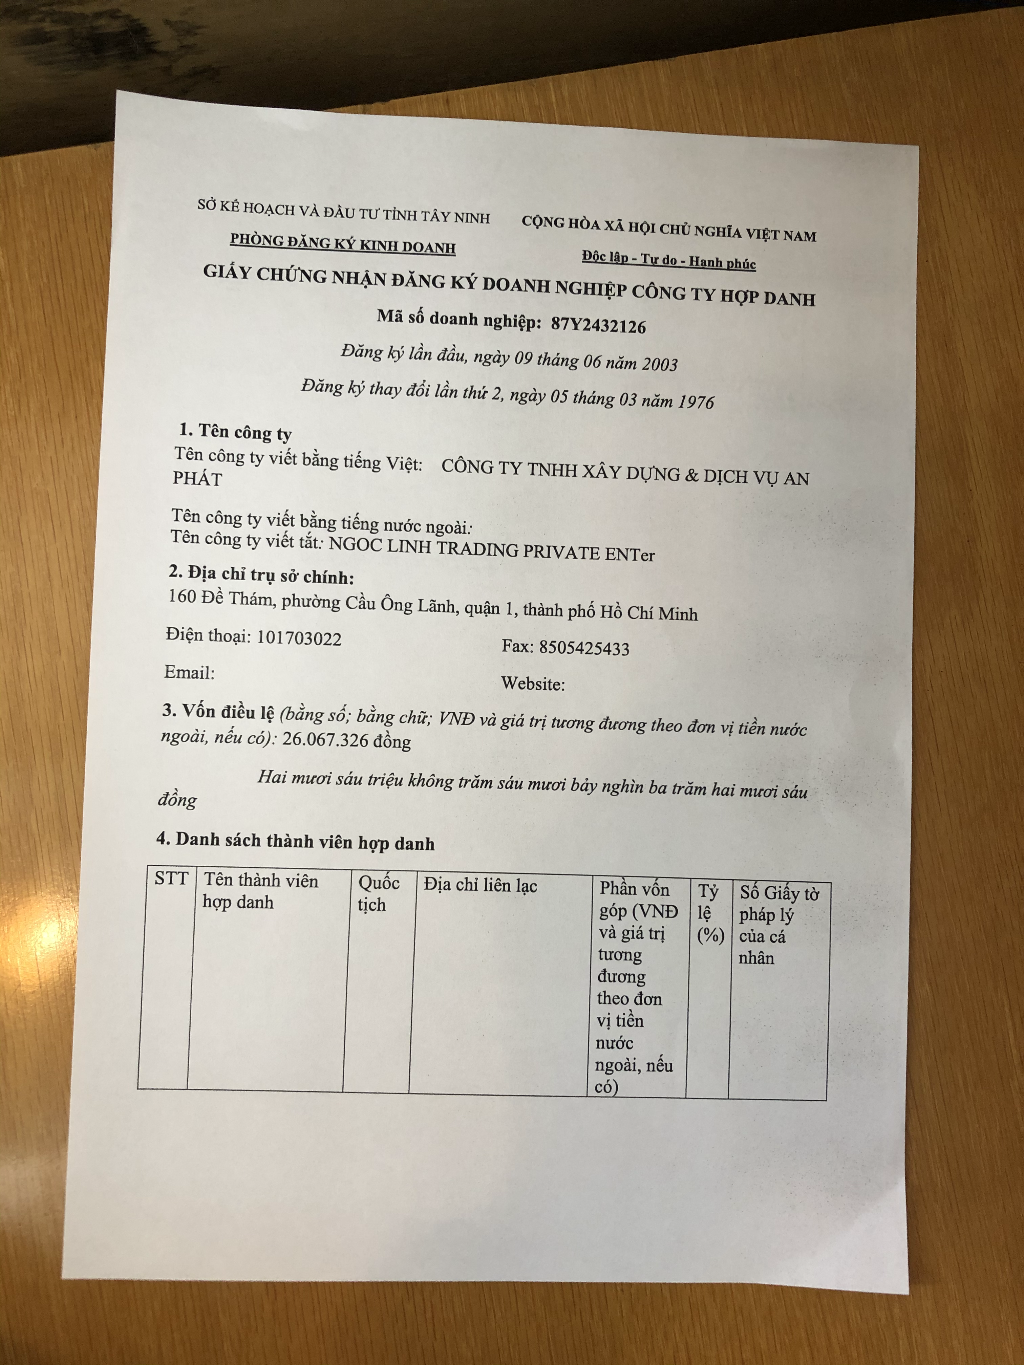 SỞ KẾ HOẠCH VÀ ĐẦU TƯ TỈNH TÂY NINH
CỘNG HÒA XÃ HỘI CHỦ NGHĨA VIỆT NAM
PHÒNG ĐĂNG KÝ KINH DOANH
Độc lập - Tự do - Hạnh phúc
GIẤY CHỨNG NHẬN ĐĂNG KÝ DOANH NGHIỆP CÔNG TY HỢP DANH
Mã số doanh nghiệp: 87Y2432126
Đăng ký lần đầu, ngày 09 tháng 06 năm 2003
Đăng ký thay đổi lần thứ 2, ngày 05 tháng 03 năm 1976
1. Tên công ty
Tên công ty viết bằng tiếng Việt: CÔNG TY TNHH XÂY DỰNG & DỊCH VỤ AN
PHÁT
Tên công ty viết bằng tiếng nước ngoài:
Tên công ty viết tắt: NGOC LINH TRADING PRIVATE ENTer
2. Địa chỉ trụ sở chính:
160 Đề Thám, phường Cầu Ông Lãnh, quận 1, thành phố Hồ Chí Minh
Điện thoại: 101703022
Fax: 8505425433
Email:
Website:
3. Vốn điều lệ (bằng số; bằng chữ; VNĐ và giá trị tương đương theo đơn vị tiền nước
ngoài, nếu có): 26.067.326 đồng
Hai mươi sáu triệu không trăm sáu mươi bảy nghìn ba trăm hai mươi sáu
đồng
4. Danh sách thành viên hợp danh
STT
Tên thành viên
hợp danh
Quốc
tịch
Địa chỉ liên lạc
Phần vốn
góp (VNĐ
và giá trị
tương
đương
theo đơn
vị tiền
nước
ngoài, nếu
có)
Tỷ
lệ
(%)
Số Giấy tờ
pháp lý
của cá
nhân